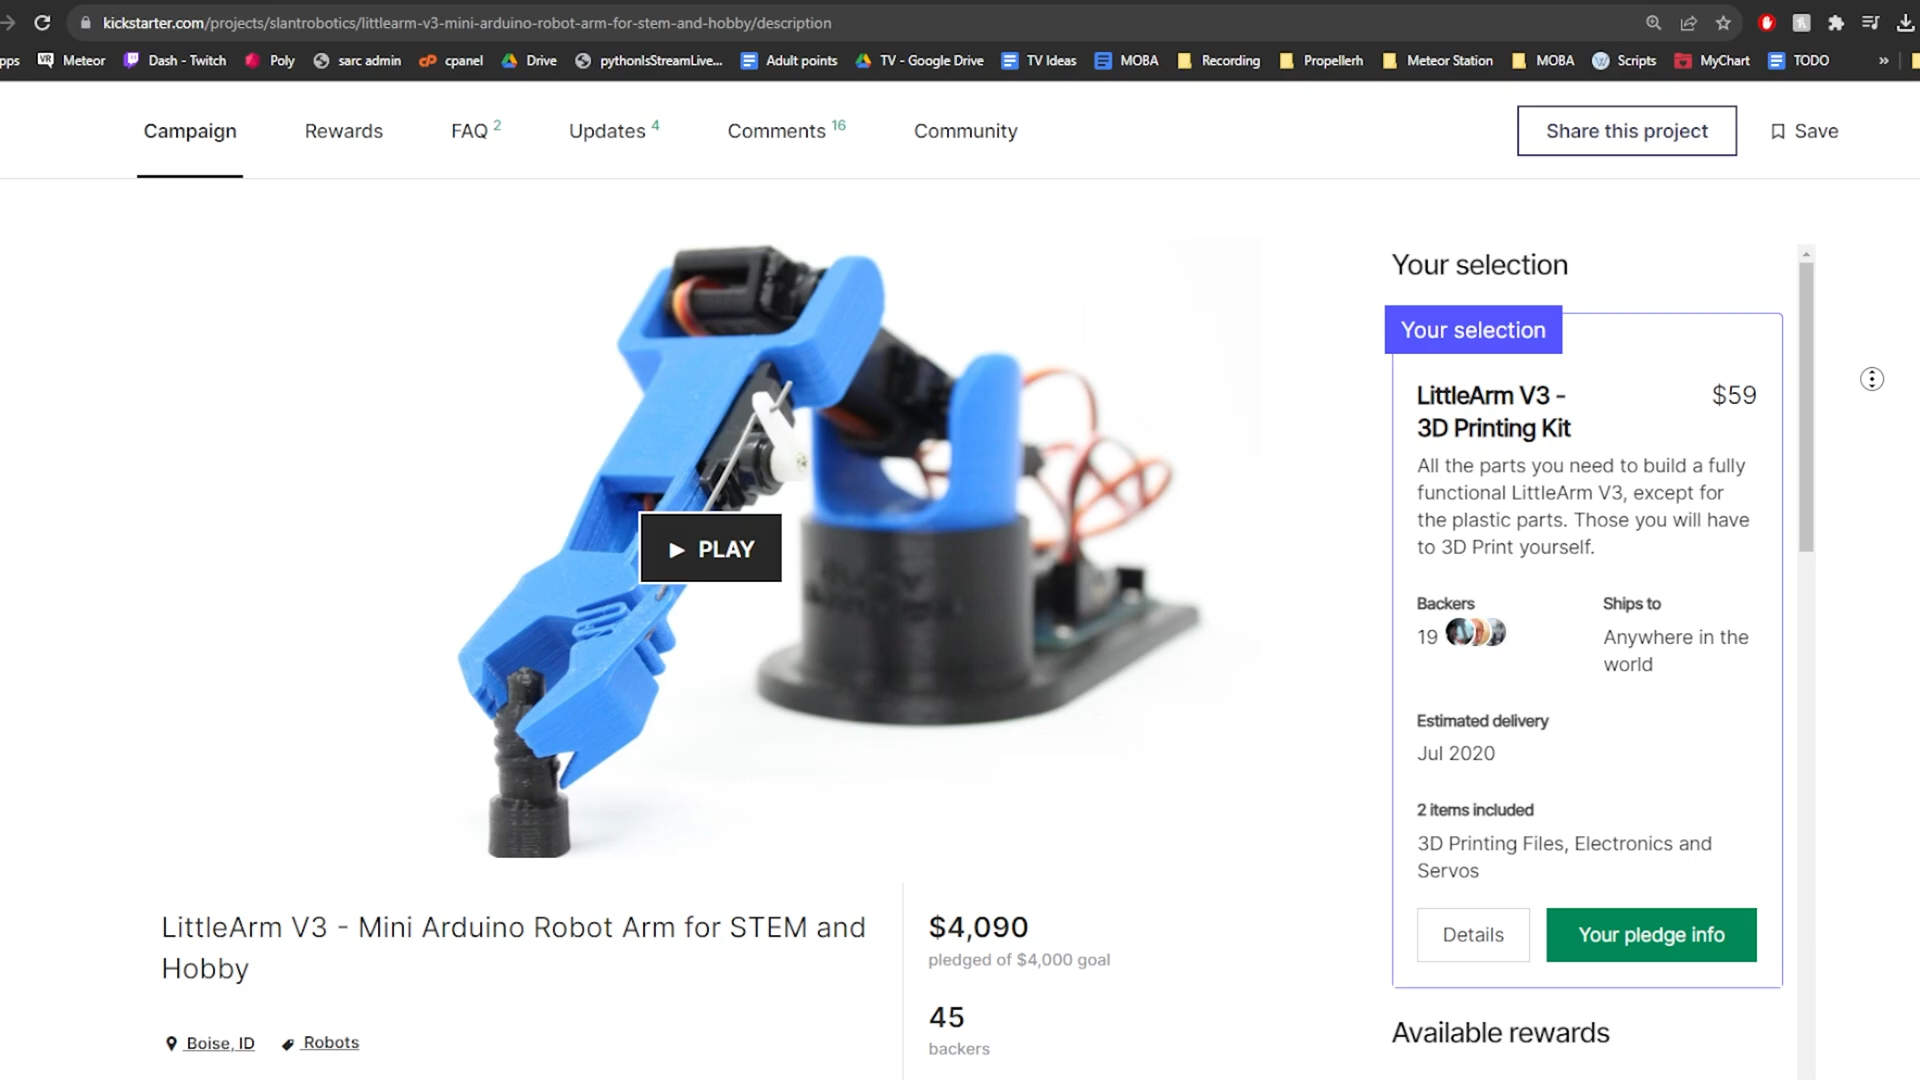 kickstarter.com/projects/slantrobotics/littlearm-v3-mini-arduino-robot-arm-for-stem-and-hobby/description
pps Meteor Dash - Twitch Poly sarc admin cpanel Drive pythonIsStreamLive... Adult points TV - Google Drive TV Ideas MOBA Recording Propellerh Meteor Station MOBA Scripts MyChart TODO »
Campaign Rewards FAQ 2 Updates 4 Comments 16 Community Share this project Save
PLAY
LittleArm V3 - Mini Arduino Robot Arm for STEM and
Hobby
Boise, ID Robots
$4,090
pledged of $4,000 goal
45
backers
Your selection
Your selection
LittleArm V3 - $59
3D Printing Kit
All the parts you need to build a fully
functional LittleArm V3, except for
the plastic parts. Those you will have
to 3D Print yourself.
Backers Ships to
19 Anywhere in the
world
Estimated delivery
Jul 2020
2 items included
3D Printing Files, Electronics and
Servos
Details Your pledge info
Available rewards